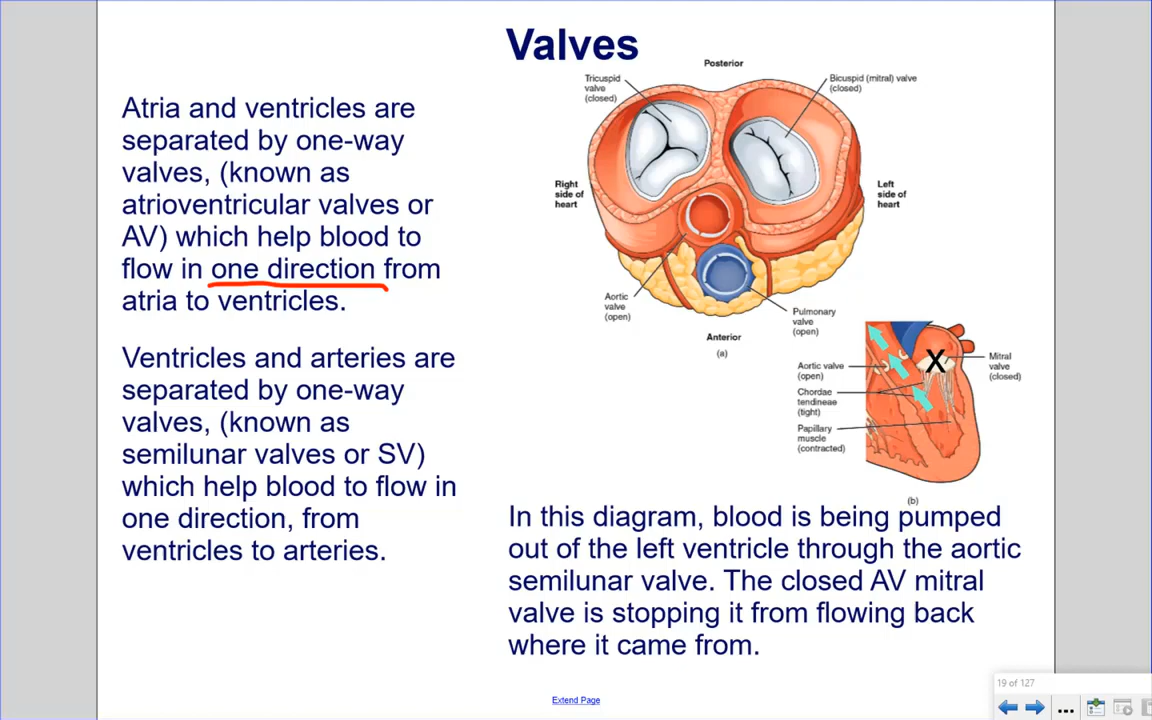 Valves
Atria and ventricles are
separated by one-way
valves, (known as
atrioventricular valves or
AV) which help blood to
flow in one direction from
atria to ventricles.
Ventricles and arteries are
separated by one-way
valves, (known as
semilunar valves or SV)
which help blood to flow in
one direction, from
ventricles to arteries.
Posterior
Tricuspid
valve
(closed)
Bicuspid (mitral) valve
(closed)
Right
side of
heart
Left
side of
heart
Aortic
valve
(open)
Pulmonary
valve
(open)
Anterior
(a)
X
Aortic valve
(open)
Mitral
valve
(closed)
Chordae
tendineae
(tight)
Papillary
muscle
(contracted)
(b)
In this diagram, blood is being pumped
out of the left ventricle through the aortic
semilunar valve. The closed AV mitral
valve is stopping it from flowing back
where it came from.
Extend Page
19 of 127